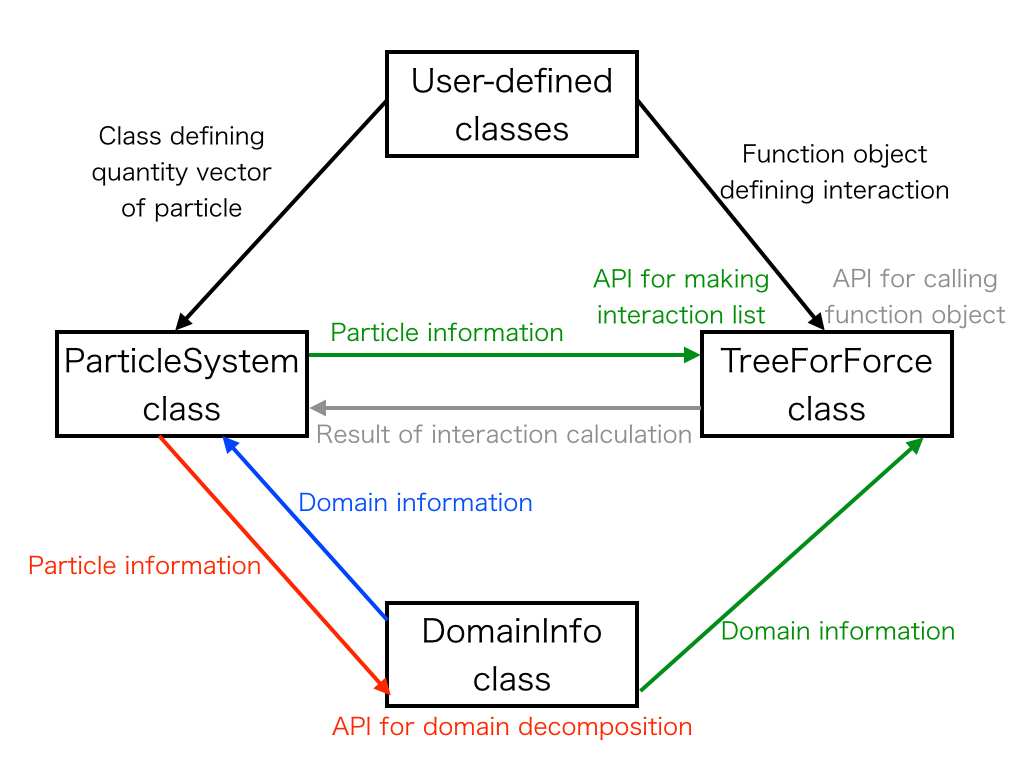 User-defined
classes
Class defining
quantity vector
of particle
Function object
defining interaction
API for making
interaction list
API for calling
function object
Particle information
ParticleSystem
class
TreeForForce
class
Result of interaction calculation
Domain information
Particle information
DomainInfo
class
Domain information
API for domain decomposition